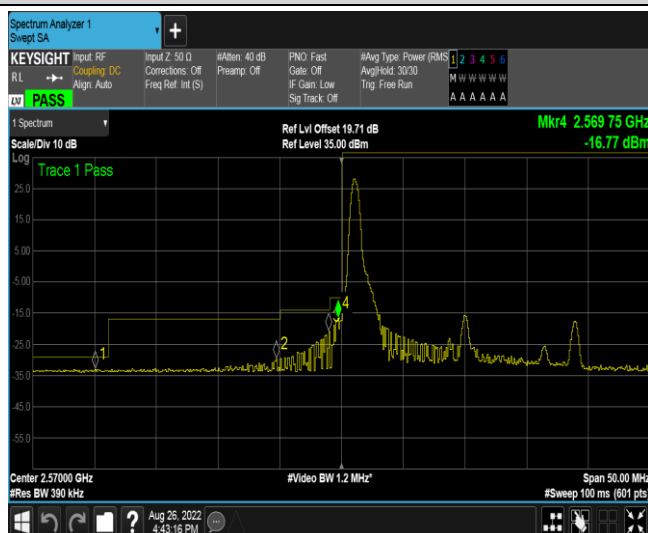 Spectrum Analyzer 1
Swept SA
+
KEYSIGHT
RL
LXI PASS
Input: RF
Coupling: DC
Align: Auto
Input Z: 50 Ω
Corrections: Off
Freq Ref: Int (S)
#Atten: 40 dB
Preamp: Off
PNO: Fast
Gate: Off
IF Gain: Low
Sig Track: Off
#Avg Type: Power (RMS
Avg|Hold: 30/30
Trig: Free Run
1 2 3 4 5 6
M W W W W W
A A A A A A
1 Spectrum
Scale/Div 10 dB
Ref Lvl Offset 19.71 dB
Ref Level 35.00 dBm
Mkr4 2.569 75 GHz
-16.77 dBm
Log
Trace 1 Pass
25.0
15.0
5.00
-5.00
-15.0
-25.0
-35.0
-45.0
-55.0
1
2
4
Center 2.57000 GHz
#Res BW 390 kHz
#Video BW 1.2 MHz*
Span 50.00 MHz
#Sweep 100 ms (601 pts)
?
Aug 26, 2022
4:43:16 PM